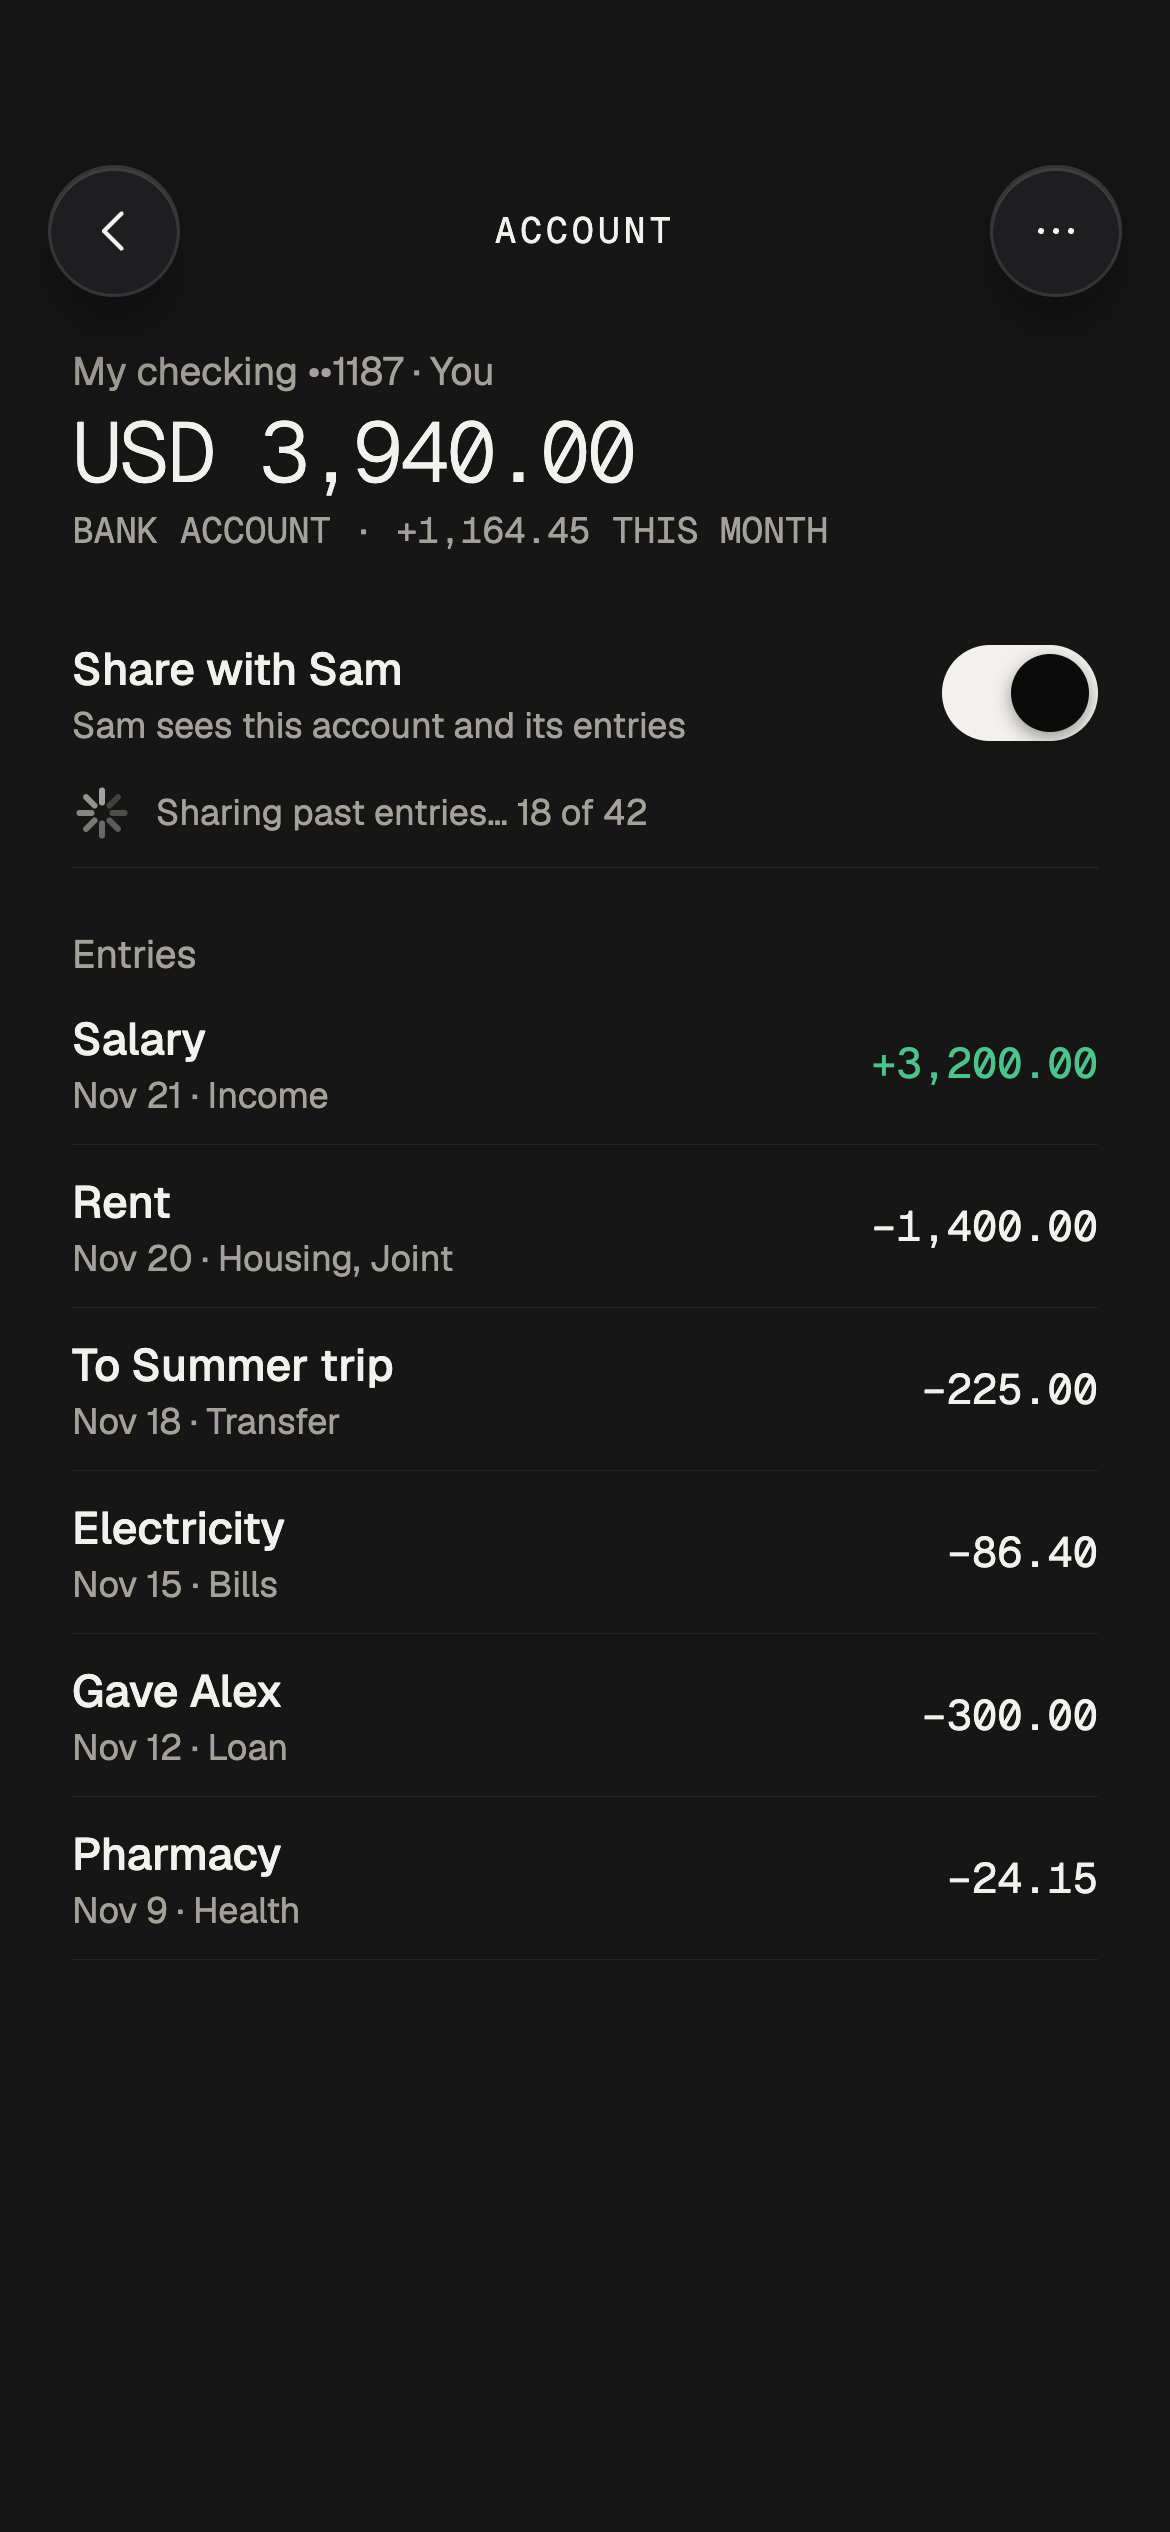 ACCOUNT
My checking ••1187 · You
USD 3,940.00
BANK ACCOUNT · +1,164.45 THIS MONTH
Share with Sam
Sam sees this account and its entries
Sharing past entries... 18 of 42
Entries
Salary
+3,200.00
Nov 21 · Income
Rent
−1,400.00
Nov 20 · Housing, Joint
To Summer trip
−225.00
Nov 18 · Transfer
Electricity
−86.40
Nov 15 · Bills
Gave Alex
−300.00
Nov 12 · Loan
Pharmacy
−24.15
Nov 9 · Health